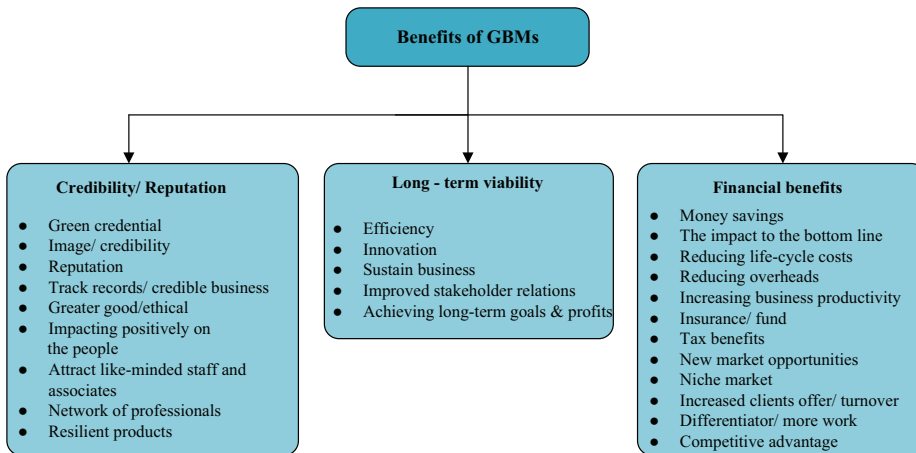 Benefits of GBMs
Credibility/ Reputation
● Green credential
● Image/ credibility
● Reputation
● Track records/ credible business
● Greater good/ethical
● Impacting positively on
the people
● Attract like-minded staff and
associates
● Network of professionals
● Resilient products
Long - term viability
● Efficiency
● Innovation
● Sustain business
● Improved stakeholder relations
● Achieving long-term goals & profits
Financial benefits
● Money savings
● The impact to the bottom line
● Reducing life-cycle costs
● Reducing overheads
● Increasing business productivity
● Insurance/ fund
● Tax benefits
● New market opportunities
● Niche market
● Increased clients offer/ turnover
● Differentiator/ more work
● Competitive advantage